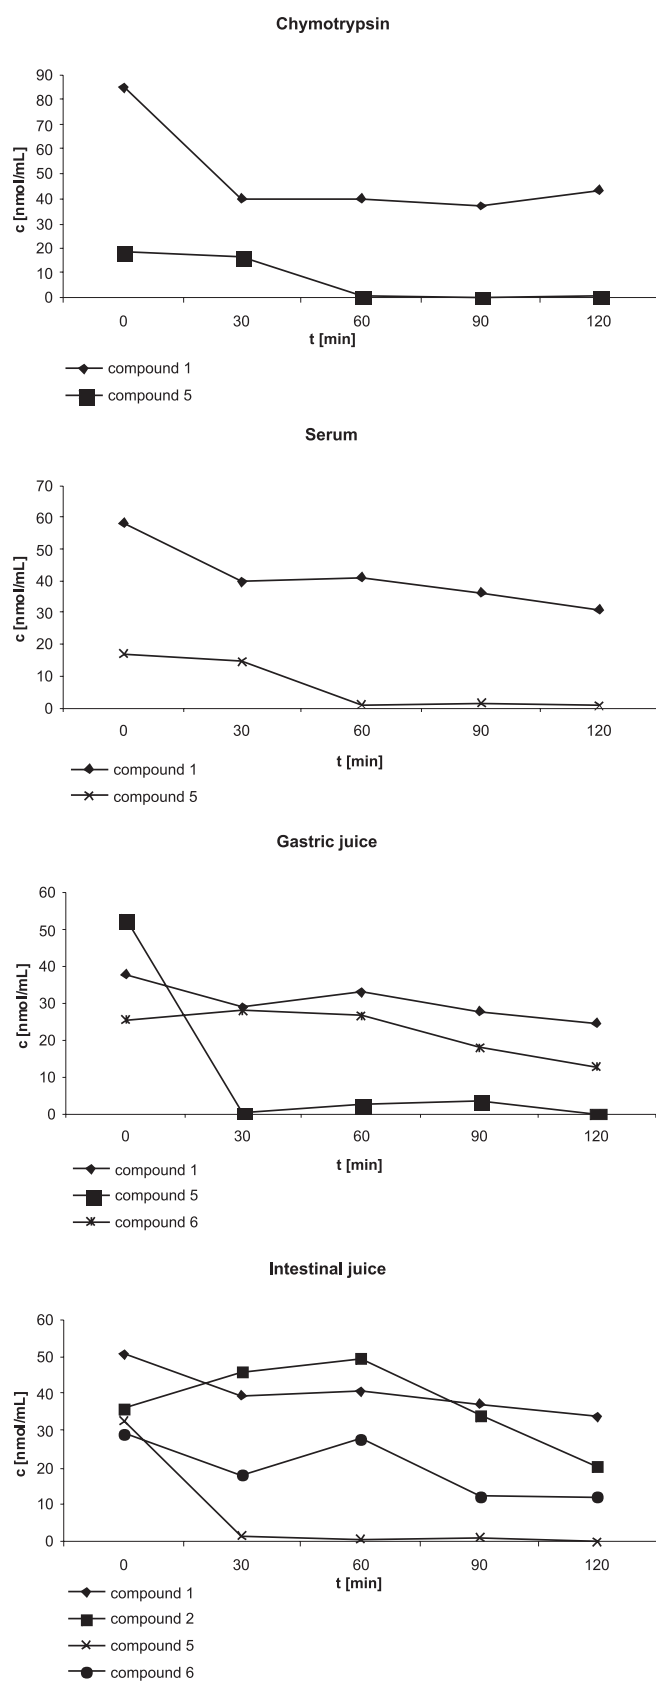 Chymotrypsin
90
80
70
60
50
40
30
20
10
0
c [nmol/mL]
0 30 60 90 120
t [min]
compound 1
compound 5
Serum
70
60
50
40
30
20
10
0
c [nmol/mL]
0 30 60 90 120
t [min]
compound 1
compound 5
Gastric juice
60
50
40
30
20
10
0
c [nmol/mL]
0 30 60 90 120
t [min]
compound 1
compound 5
compound 6
Intestinal juice
60
50
40
30
20
10
0
c [nmol/mL]
0 30 60 90 120
t [min]
compound 1
compound 2
compound 5
compound 6